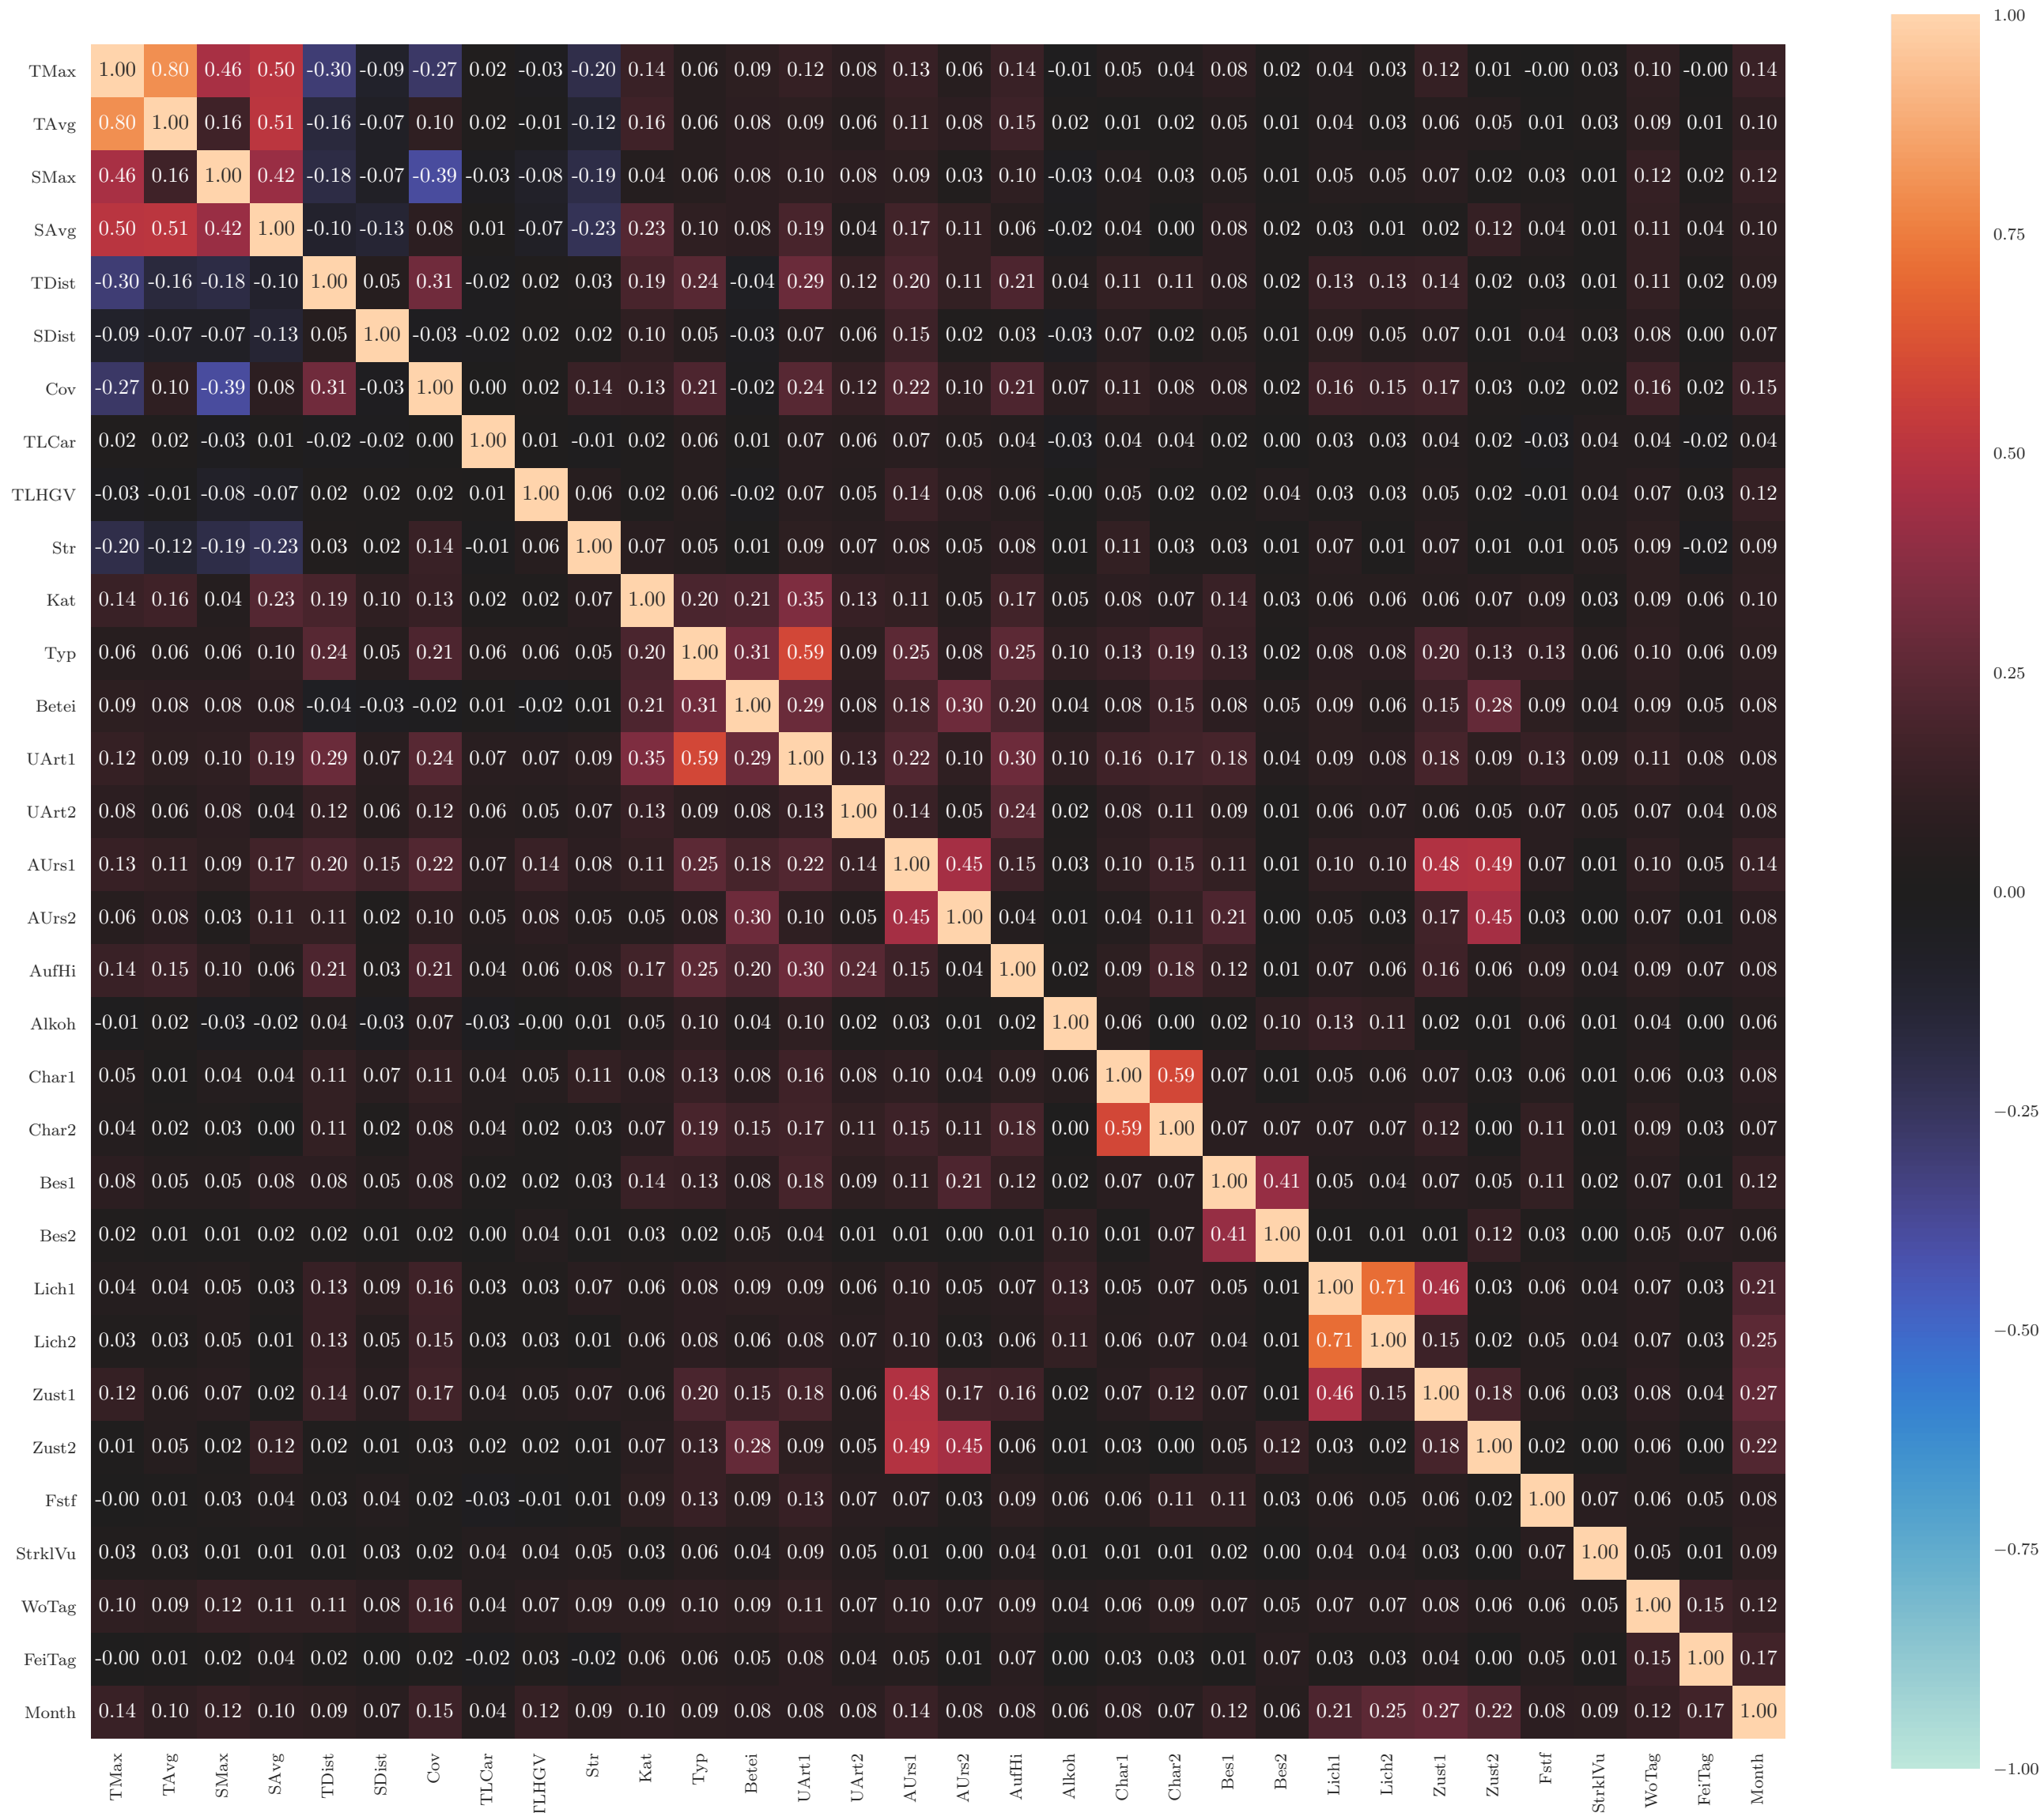 TMax 1.00 0.80 0.46 0.50 -0.30 -0.09 -0.27 0.02 -0.03 -0.20 0.14 0.06 0.09 0.12 0.08 0.13 0.06 0.14 -0.01 0.05 0.04 0.08 0.02 0.04 0.03 0.12 0.01 -0.00 0.03 0.10 -0.00 0.14
TAvg 0.80 1.00 0.16 0.51 -0.16 -0.07 0.10 0.02 -0.01 -0.12 0.16 0.06 0.08 0.09 0.06 0.11 0.08 0.15 0.02 0.01 0.02 0.05 0.01 0.04 0.03 0.06 0.05 0.01 0.03 0.09 0.01 0.10
SMax 0.46 0.16 1.00 0.42 -0.18 -0.07 -0.39 -0.03 -0.08 -0.19 0.04 0.06 0.08 0.10 0.08 0.09 0.03 0.10 -0.03 0.04 0.03 0.05 0.01 0.05 0.05 0.07 0.02 0.03 0.01 0.12 0.02 0.12
SAvg 0.50 0.51 0.42 1.00 -0.10 -0.13 0.08 0.01 -0.07 -0.23 0.23 0.10 0.08 0.19 0.04 0.17 0.11 0.06 -0.02 0.04 0.00 0.08 0.02 0.03 0.01 0.02 0.12 0.04 0.01 0.11 0.04 0.10
TDist -0.30 -0.16 -0.18 -0.10 1.00 0.05 0.31 -0.02 0.02 0.03 0.19 0.24 -0.04 0.29 0.12 0.20 0.11 0.21 0.04 0.11 0.11 0.08 0.02 0.13 0.13 0.14 0.02 0.03 0.01 0.11 0.02 0.09
SDist -0.09 -0.07 -0.07 -0.13 0.05 1.00 -0.03 -0.02 0.02 0.02 0.10 0.05 -0.03 0.07 0.06 0.15 0.02 0.03 -0.03 0.07 0.02 0.05 0.01 0.09 0.05 0.07 0.01 0.04 0.03 0.08 0.00 0.07
Cov -0.27 0.10 -0.39 0.08 0.31 -0.03 1.00 0.00 0.02 0.14 0.13 0.21 -0.02 0.24 0.12 0.22 0.10 0.21 0.07 0.11 0.08 0.08 0.02 0.16 0.15 0.17 0.03 0.02 0.02 0.16 0.02 0.15
TLCar 0.02 0.02 -0.03 0.01 -0.02 -0.02 0.00 1.00 0.01 -0.01 0.02 0.06 0.01 0.07 0.06 0.07 0.05 0.04 -0.03 0.04 0.04 0.02 0.00 0.03 0.03 0.04 0.02 -0.03 0.04 0.04 -0.02 0.04
TLHGV -0.03 -0.01 -0.08 -0.07 0.02 0.02 0.02 0.01 1.00 0.06 0.02 0.06 -0.02 0.07 0.05 0.14 0.08 0.06 -0.00 0.05 0.02 0.02 0.04 0.03 0.03 0.05 0.02 -0.01 0.04 0.07 0.03 0.12
Str -0.20 -0.12 -0.19 -0.23 0.03 0.02 0.14 -0.01 0.06 1.00 0.07 0.05 0.01 0.09 0.07 0.08 0.05 0.08 0.01 0.11 0.03 0.03 0.01 0.07 0.01 0.07 0.01 0.01 0.05 0.09 -0.02 0.09
Kat 0.14 0.16 0.04 0.23 0.19 0.10 0.13 0.02 0.02 0.07 1.00 0.20 0.21 0.35 0.13 0.11 0.05 0.17 0.05 0.08 0.07 0.14 0.03 0.06 0.06 0.06 0.07 0.09 0.03 0.09 0.06 0.10
Typ 0.06 0.06 0.06 0.10 0.24 0.05 0.21 0.06 0.06 0.05 0.20 1.00 0.31 0.59 0.09 0.25 0.08 0.25 0.10 0.13 0.19 0.13 0.02 0.08 0.08 0.20 0.13 0.13 0.06 0.10 0.06 0.09
Betei 0.09 0.08 0.08 0.08 -0.04 -0.03 -0.02 0.01 -0.02 0.01 0.21 0.31 1.00 0.29 0.08 0.18 0.30 0.20 0.04 0.08 0.15 0.08 0.05 0.09 0.06 0.15 0.28 0.09 0.04 0.09 0.05 0.08
UArt1 0.12 0.09 0.10 0.19 0.29 0.07 0.24 0.07 0.07 0.09 0.35 0.59 0.29 1.00 0.13 0.22 0.10 0.30 0.10 0.16 0.17 0.18 0.04 0.09 0.08 0.18 0.09 0.13 0.09 0.11 0.08 0.08
UArt2 0.08 0.06 0.08 0.04 0.12 0.06 0.12 0.06 0.05 0.07 0.13 0.09 0.08 0.13 1.00 0.14 0.05 0.24 0.02 0.08 0.11 0.09 0.01 0.06 0.07 0.06 0.05 0.07 0.05 0.07 0.04 0.08
AUrs1 0.13 0.11 0.09 0.17 0.20 0.15 0.22 0.07 0.14 0.08 0.11 0.25 0.18 0.22 0.14 1.00 0.45 0.15 0.03 0.10 0.15 0.11 0.01 0.10 0.10 0.48 0.49 0.07 0.01 0.10 0.05 0.14
AUrs2 0.06 0.08 0.03 0.11 0.11 0.02 0.10 0.05 0.08 0.05 0.05 0.08 0.30 0.10 0.05 0.45 1.00 0.04 0.01 0.04 0.11 0.21 0.00 0.05 0.03 0.17 0.45 0.03 0.00 0.07 0.01 0.08
AufHi 0.14 0.15 0.10 0.06 0.21 0.03 0.21 0.04 0.06 0.08 0.17 0.25 0.20 0.30 0.24 0.15 0.04 1.00 0.02 0.09 0.18 0.12 0.01 0.07 0.06 0.16 0.06 0.09 0.04 0.09 0.07 0.08
Alkoh -0.01 0.02 -0.03 -0.02 0.04 -0.03 0.07 -0.03 -0.00 0.01 0.05 0.10 0.04 0.10 0.02 0.03 0.01 0.02 1.00 0.06 0.00 0.02 0.10 0.13 0.11 0.02 0.01 0.06 0.01 0.04 0.00 0.06
Char1 0.05 0.01 0.04 0.04 0.11 0.07 0.11 0.04 0.05 0.11 0.08 0.13 0.08 0.16 0.08 0.10 0.04 0.09 0.06 1.00 0.59 0.07 0.01 0.05 0.06 0.07 0.03 0.06 0.01 0.06 0.03 0.08
Char2 0.04 0.02 0.03 0.00 0.11 0.02 0.08 0.04 0.02 0.03 0.07 0.19 0.15 0.17 0.11 0.15 0.11 0.18 0.00 0.59 1.00 0.07 0.07 0.07 0.07 0.12 0.00 0.11 0.01 0.09 0.03 0.07
Bes1 0.08 0.05 0.05 0.08 0.08 0.05 0.08 0.02 0.02 0.03 0.14 0.13 0.08 0.18 0.09 0.11 0.21 0.12 0.02 0.07 0.07 1.00 0.41 0.05 0.04 0.07 0.05 0.11 0.02 0.07 0.01 0.12
Bes2 0.02 0.01 0.01 0.02 0.02 0.01 0.02 0.00 0.04 0.01 0.03 0.02 0.05 0.04 0.01 0.01 0.00 0.01 0.10 0.01 0.07 0.41 1.00 0.01 0.01 0.01 0.12 0.03 0.00 0.05 0.07 0.06
Lich1 0.04 0.04 0.05 0.03 0.13 0.09 0.16 0.03 0.03 0.07 0.06 0.08 0.09 0.09 0.06 0.10 0.05 0.07 0.13 0.05 0.07 0.05 0.01 1.00 0.71 0.46 0.03 0.06 0.04 0.07 0.03 0.21
Lich2 0.03 0.03 0.05 0.01 0.13 0.05 0.15 0.03 0.03 0.01 0.06 0.08 0.06 0.08 0.07 0.10 0.03 0.06 0.11 0.06 0.07 0.04 0.01 0.71 1.00 0.15 0.02 0.05 0.04 0.07 0.03 0.25
Zust1 0.12 0.06 0.07 0.02 0.14 0.07 0.17 0.04 0.05 0.07 0.06 0.20 0.15 0.18 0.06 0.48 0.17 0.16 0.02 0.07 0.12 0.07 0.01 0.46 0.15 1.00 0.18 0.06 0.03 0.08 0.04 0.27
Zust2 0.01 0.05 0.02 0.12 0.02 0.01 0.03 0.02 0.02 0.01 0.07 0.13 0.28 0.09 0.05 0.49 0.45 0.06 0.01 0.03 0.00 0.05 0.12 0.03 0.02 0.18 1.00 0.02 0.00 0.06 0.00 0.22
Fstf -0.00 0.01 0.03 0.04 0.03 0.04 0.02 -0.03 -0.01 0.01 0.09 0.13 0.09 0.13 0.07 0.07 0.03 0.09 0.06 0.06 0.11 0.11 0.03 0.06 0.05 0.06 0.02 1.00 0.07 0.06 0.05 0.08
StrklVu 0.03 0.03 0.01 0.01 0.01 0.03 0.02 0.04 0.04 0.05 0.03 0.06 0.04 0.09 0.05 0.01 0.00 0.04 0.01 0.01 0.01 0.02 0.00 0.04 0.04 0.03 0.00 0.07 1.00 0.05 0.01 0.09
WoTag 0.10 0.09 0.12 0.11 0.11 0.08 0.16 0.04 0.07 0.09 0.09 0.10 0.09 0.11 0.07 0.10 0.07 0.09 0.04 0.06 0.09 0.07 0.05 0.07 0.07 0.08 0.06 0.06 0.05 1.00 0.15 0.12
FeiTag -0.00 0.01 0.02 0.04 0.02 0.00 0.02 -0.02 0.03 -0.02 0.06 0.06 0.05 0.08 0.04 0.05 0.01 0.07 0.00 0.03 0.03 0.01 0.07 0.03 0.03 0.04 0.00 0.05 0.01 0.15 1.00 0.17
Month 0.14 0.10 0.12 0.10 0.09 0.07 0.15 0.04 0.12 0.09 0.10 0.09 0.08 0.08 0.08 0.14 0.08 0.08 0.06 0.08 0.07 0.12 0.06 0.21 0.25 0.27 0.22 0.08 0.09 0.12 0.17 1.00
TMax TAvg SMax SAvg TDist SDist Cov TLCar TLHGV Str Kat Typ Betei UArt1 UArt2 AUrs1 AUrs2 AufHi Alkoh Char1 Char2 Bes1 Bes2 Lich1 Lich2 Zust1 Zust2 Fstf StrklVu WoTag FeiTag Month
1.00
0.75
0.50
0.25
0.00
−0.25
−0.50
−0.75
−1.00